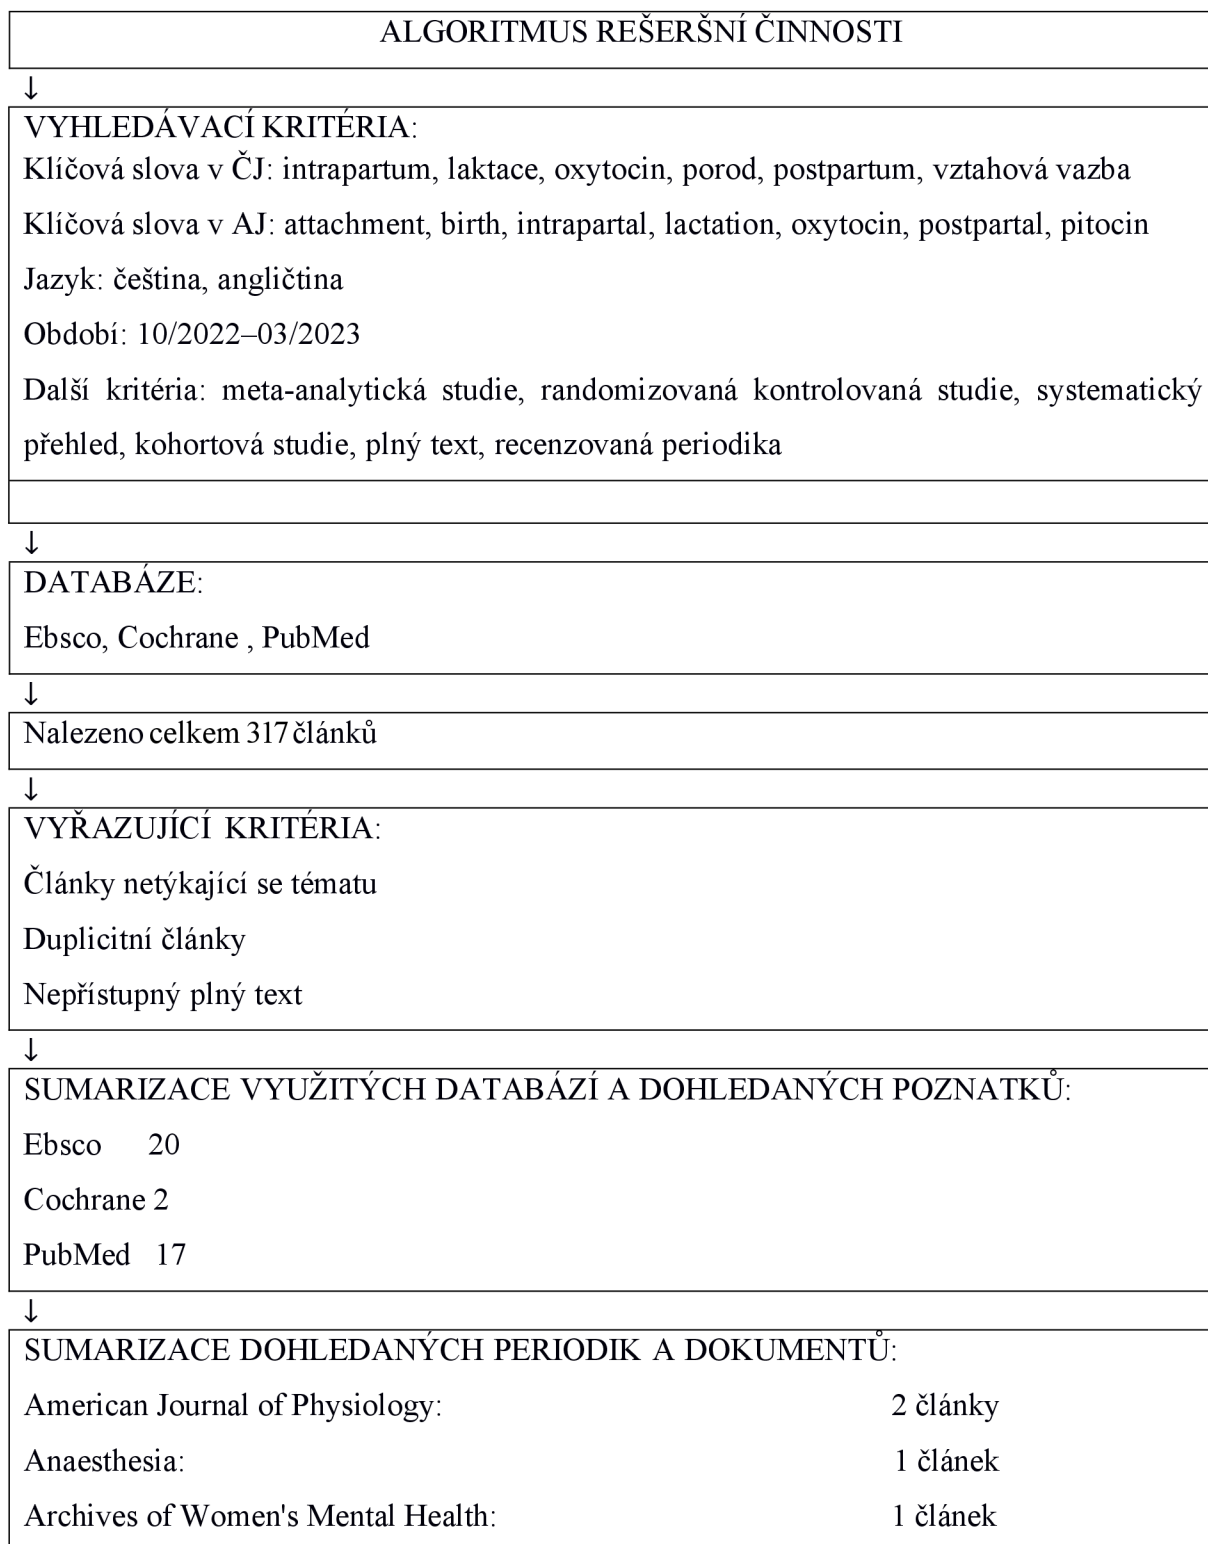 ALGORITMUS REŠERŠNÍ ČINNOSTI
↓
VYHLEDÁVACÍ KRITÉRIA:
Klíčová slova v ČJ: intrapartum, laktace, oxytocin, porod, postpartum, vztahová vazba
Klíčová slova v AJ: attachment, birth, intrapartal, lactation, oxytocin, postpartal, pitocin
Jazyk: čeština, angličtina
Období: 10/2022–03/2023
Další kritéria: meta-analytická studie, randomizovaná kontrolovaná studie, systematický
přehled, kohortová studie, plný text, recenzovaná periodika
↓
DATABÁZE:
Ebsco, Cochrane , PubMed
↓
Nalezeno celkem 317 článků
↓
VYŘAZUJÍCÍ KRITÉRIA:
Články netýkající se tématu
Duplicitní články
Nepřístupný plný text
↓
SUMARIZACE VYUŽITÝCH DATABÁZÍ A DOHLEDANÝCH POZNATKŮ:
Ebsco 20
Cochrane 2
PubMed 17
↓
SUMARIZACE DOHLEDANÝCH PERIODIK A DOKUMENTŮ:
American Journal of Physiology: 2 články
Anaesthesia: 1 článek
Archives of Women's Mental Health: 1 článek